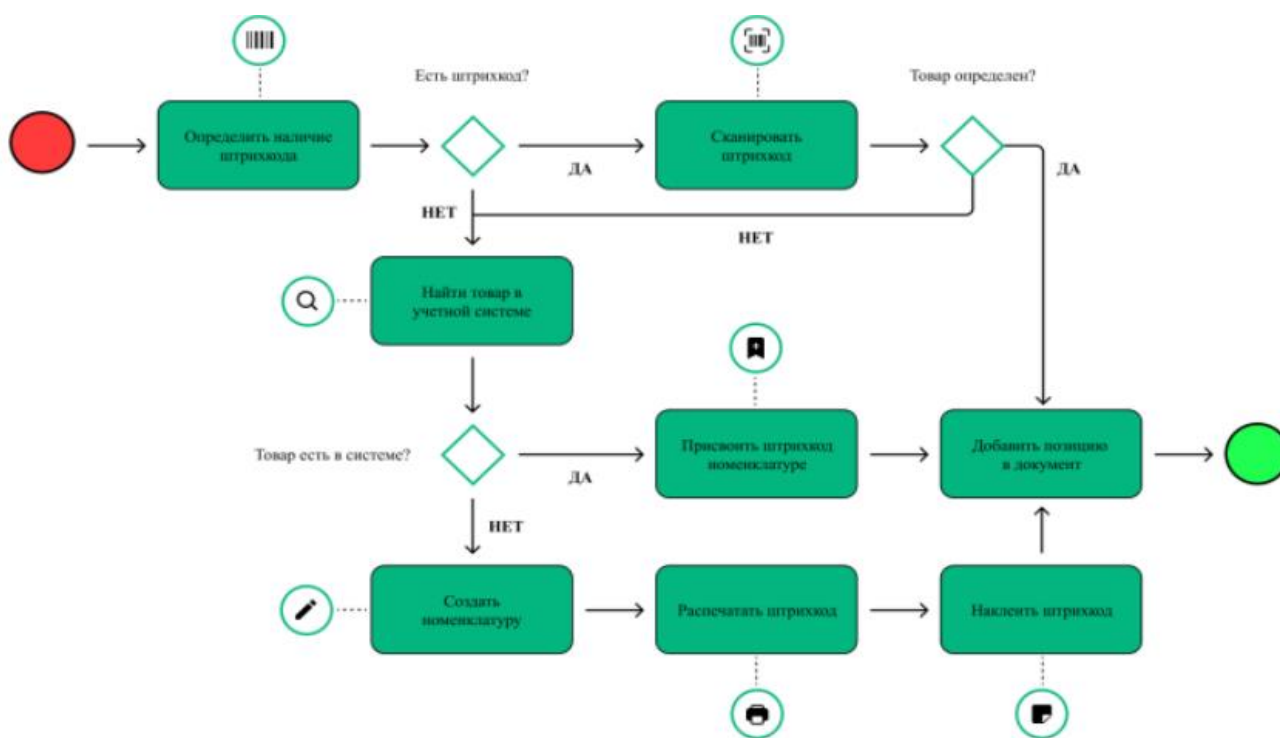 Есть штрихкод?
Товар определен?
Определить наличие
штрихкода
Сканировать
штрихкод
ДА
ДА
НЕТ
НЕТ
Найти товар в
учетной системе
Товар есть в системе?
Присвоить штрихкод
номенклатуре
Добавить позицию
в документ
ДА
НЕТ
Создать
номенклатуру
Распечатать штрихкод
Наклеить штрихкод